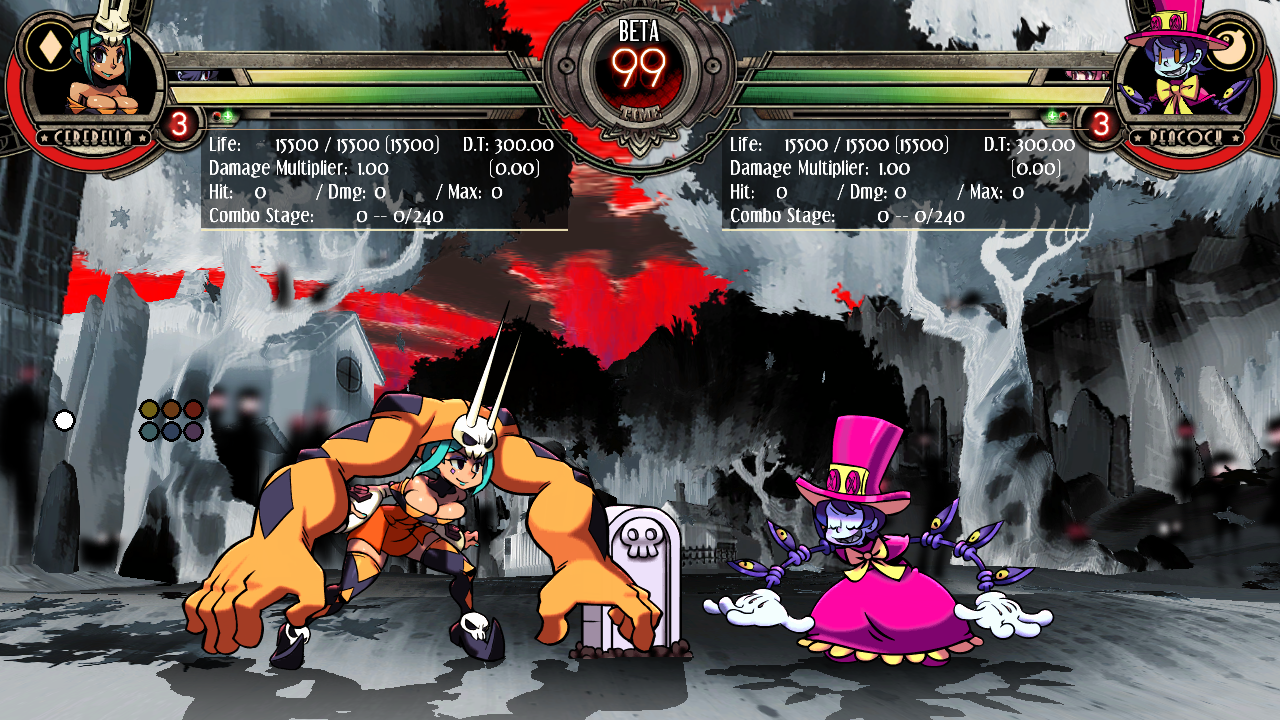 BETA
99
TIME
CEREBELLA
3
3
PEACOCK
Life: 15500 / 15500 (15500) D.T: 300.00
Damage Multiplier: 1.00 (0.00)
Hit: 0 / Dmg: 0 / Max: 0
Combo Stage: 0 -- 0/240
Life: 15500 / 15500 (15500) D.T: 300.00
Damage Multiplier: 1.00 (0.00)
Hit: 0 / Dmg: 0 / Max: 0
Combo Stage: 0 -- 0/240